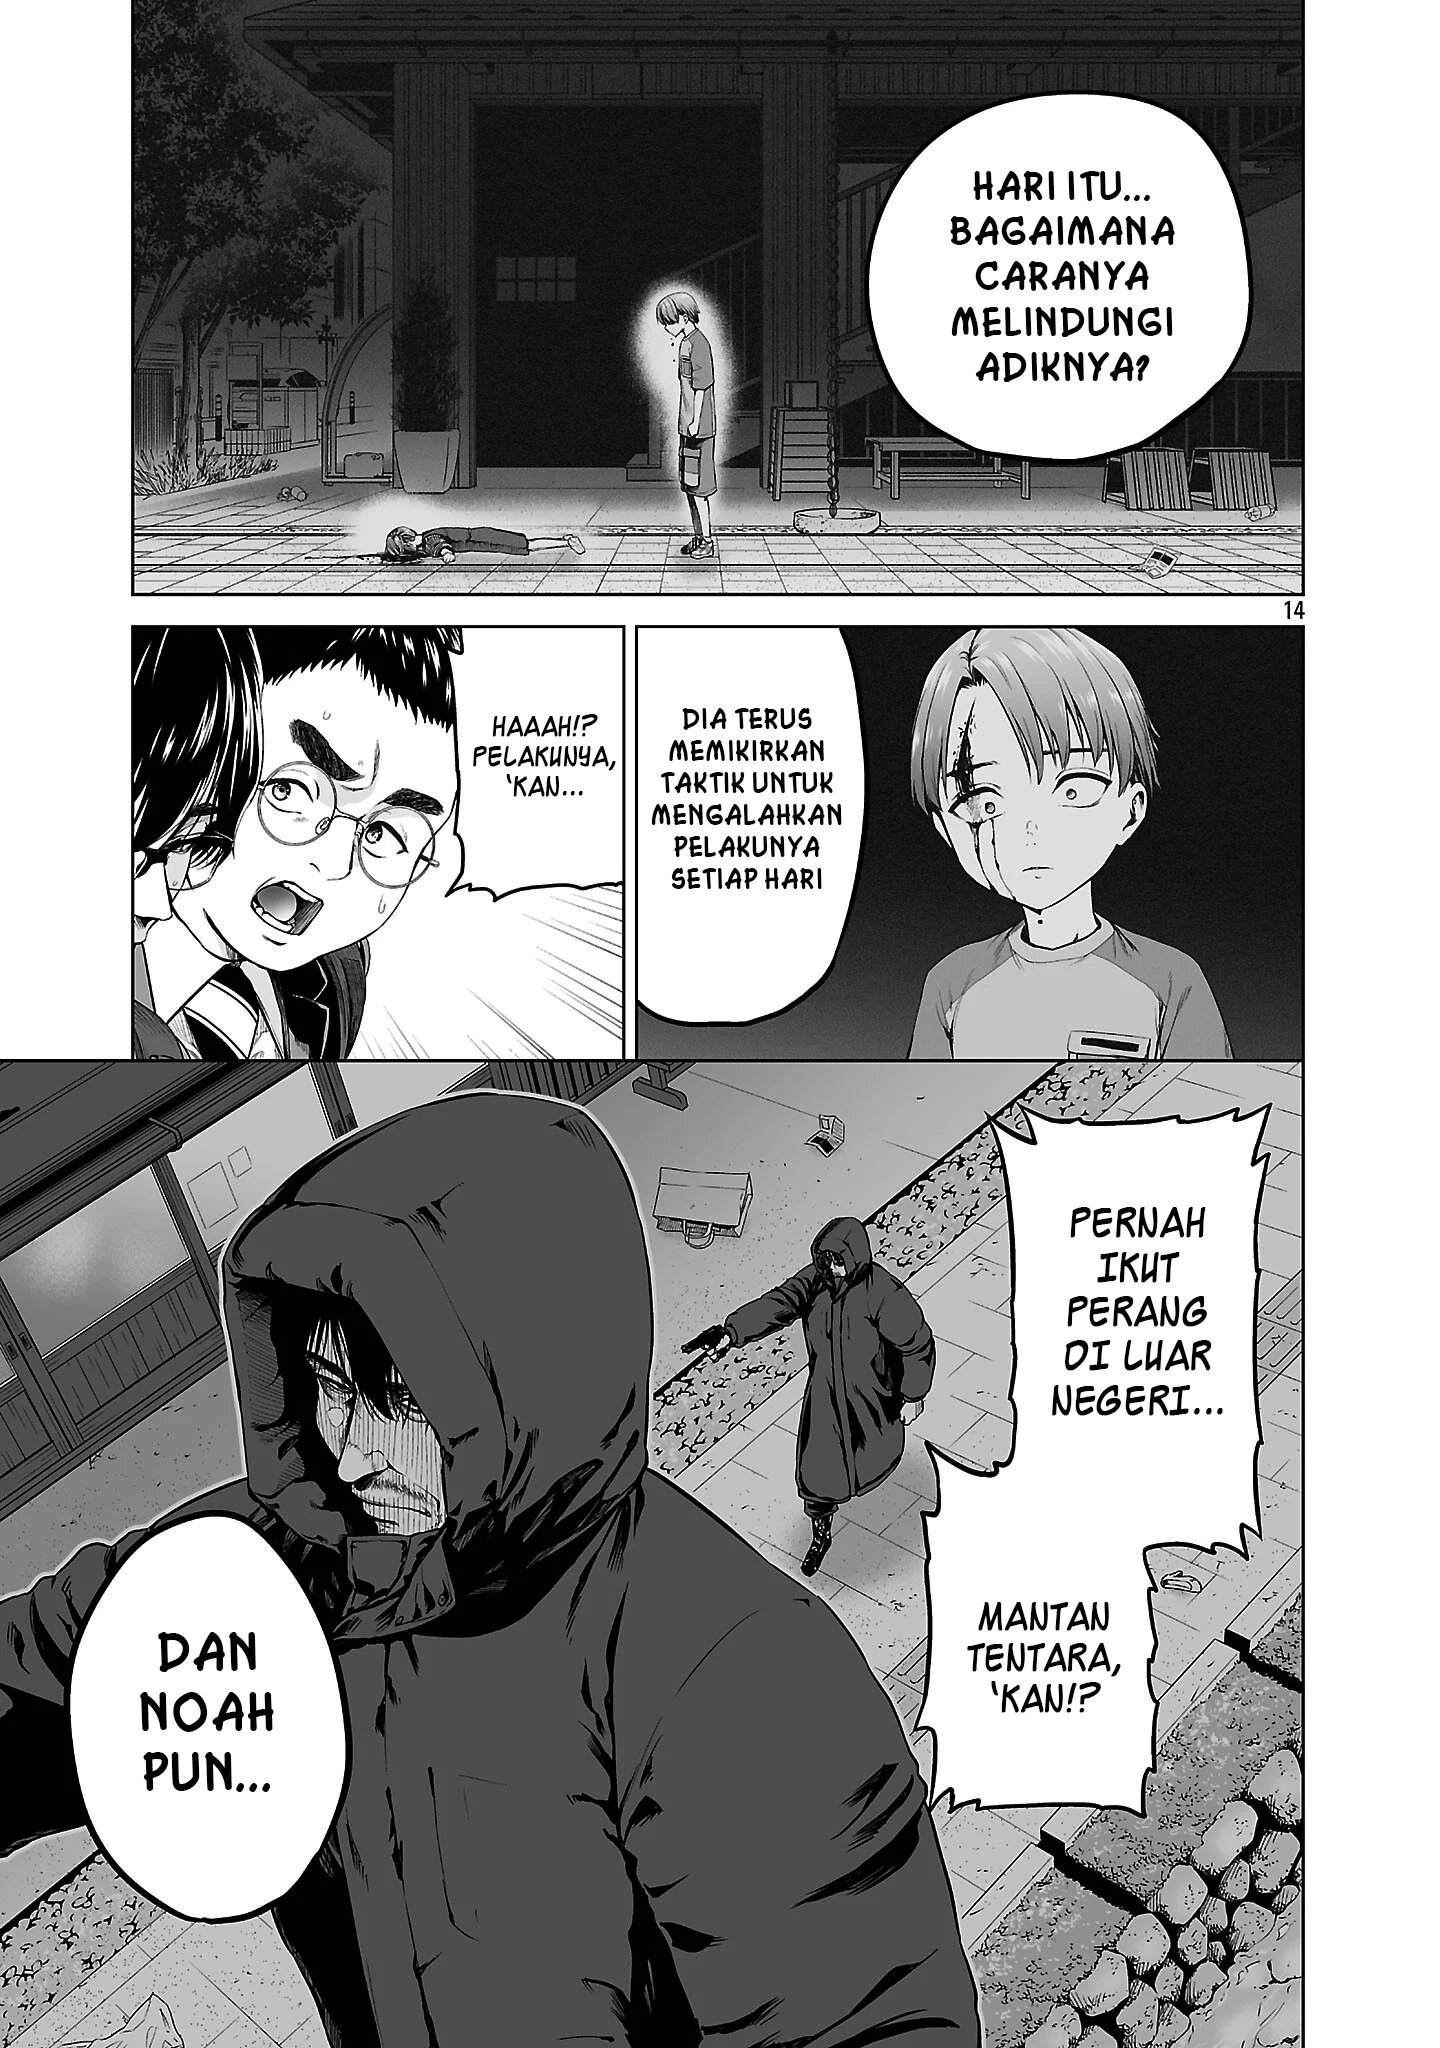 HARI ITU...
BAGAIMANA
CARANYA
MELINDUNGI
ADIKNYA?
14
DIA TERUS
MEMIKIRKAN
TAKTIK UNTUK
MENGALAHKAN
PELAKUNYA
SETIAP HARI
HAAAH!?
PELAKUNYA,
'KAN...
PERNAH
IKUT
PERANG
DI LUAR
NEGERI...
MANTAN
TENTARA,
'KAN!?
DAN
NOAH
PUN...